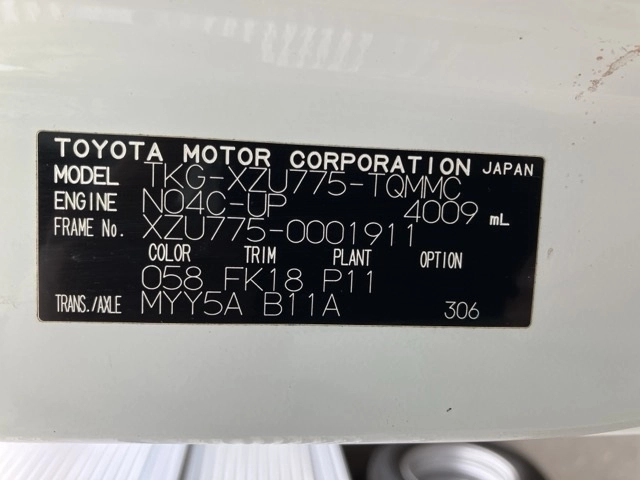 TOYOTA MOTOR CORPORATION JAPAN
MODEL TKG-XZU775-TQMMC
ENGINE N04C-UP 4009 mL
FRAME No. XZU775-0001911
COLOR TRIM PLANT OPTION
058 FK18 P11
TRANS./AXLE MYY5A B11A 306